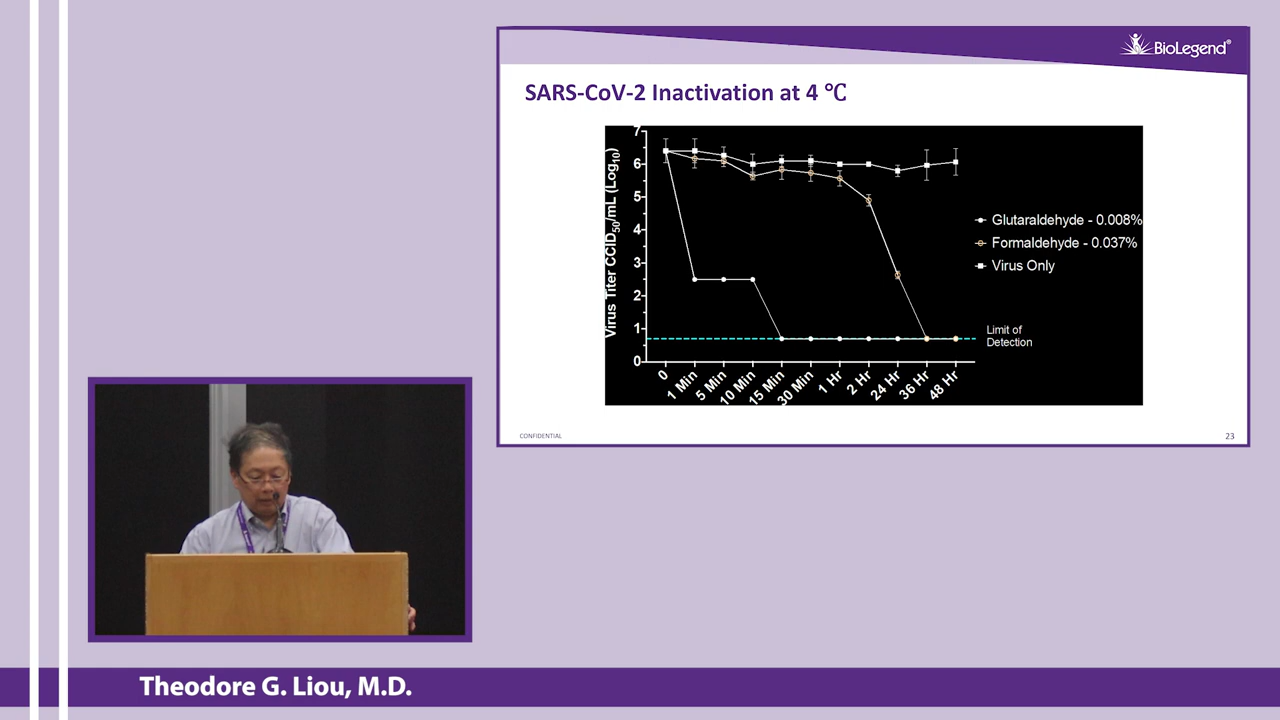 BioLegend®
SARS-CoV-2 Inactivation at 4 ℃
Virus Titer CCID50/mL (Log10)
7
6
5
4
3
2
1
0
0
1 Min
5 Min
10 Min
15 Min
30 Min
1 Hr
2 Hr
24 Hr
36 Hr
48 Hr
Glutaraldehyde - 0.008%
Formaldehyde - 0.037%
Virus Only
Limit of
Detection
CONFIDENTIAL
23
Theodore G. Liou, M.D.